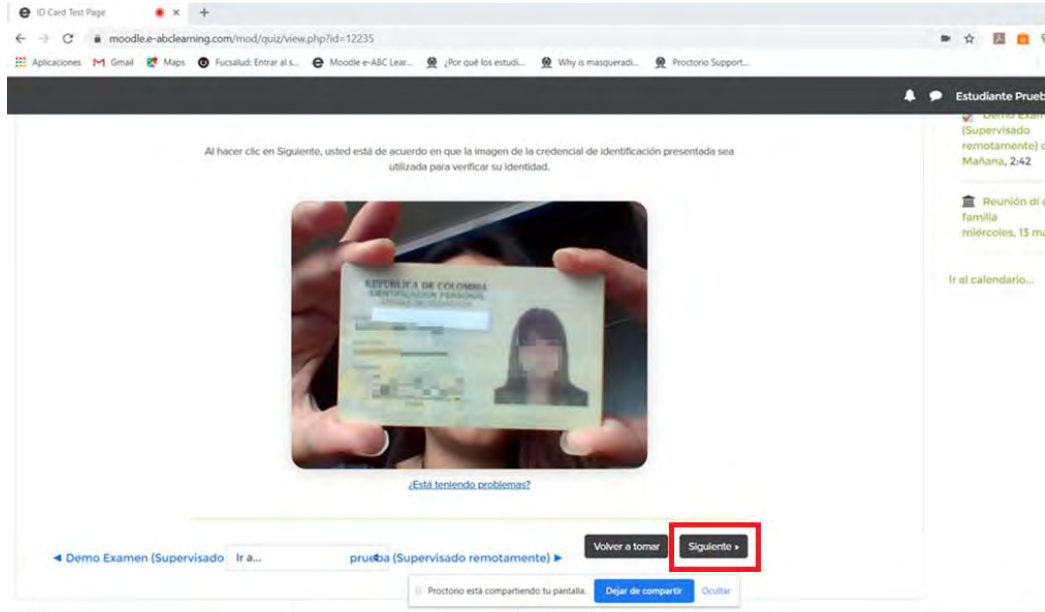 ID Card Test Page
moodle.e-abclearning.com/mod/quiz/view.php?id=12235
Aplicaciones
Gmail
Maps
Fucsalud: Entrar al s...
Moodle e-ABC Lear...
¿Por qué los estudi...
Why is masqueradi...
Proctorio Support...
Estudiante Prueb
Demo Exam
(Supervisado
remotamente) c
Mañana, 2:42
Reunión di
familia
miércoles, 13 ma
Ir al calendario...
Al hacer clic en Siguiente, usted está de acuerdo en que la imagen de la credencial de identificación presentada sea
utilizada para verificar su identidad.
REPUBLICA DE COLOMBIA
IDENTIFICACION PERSONAL
¿Está teniendo problemas?
Volver a tomar
Siguiente »
◄ Demo Examen (Supervisado
Ir a...
prueba (Supervisado remotamente) ►
Proctorio está compartiendo tu pantalla.
Dejar de compartir
Ocultar